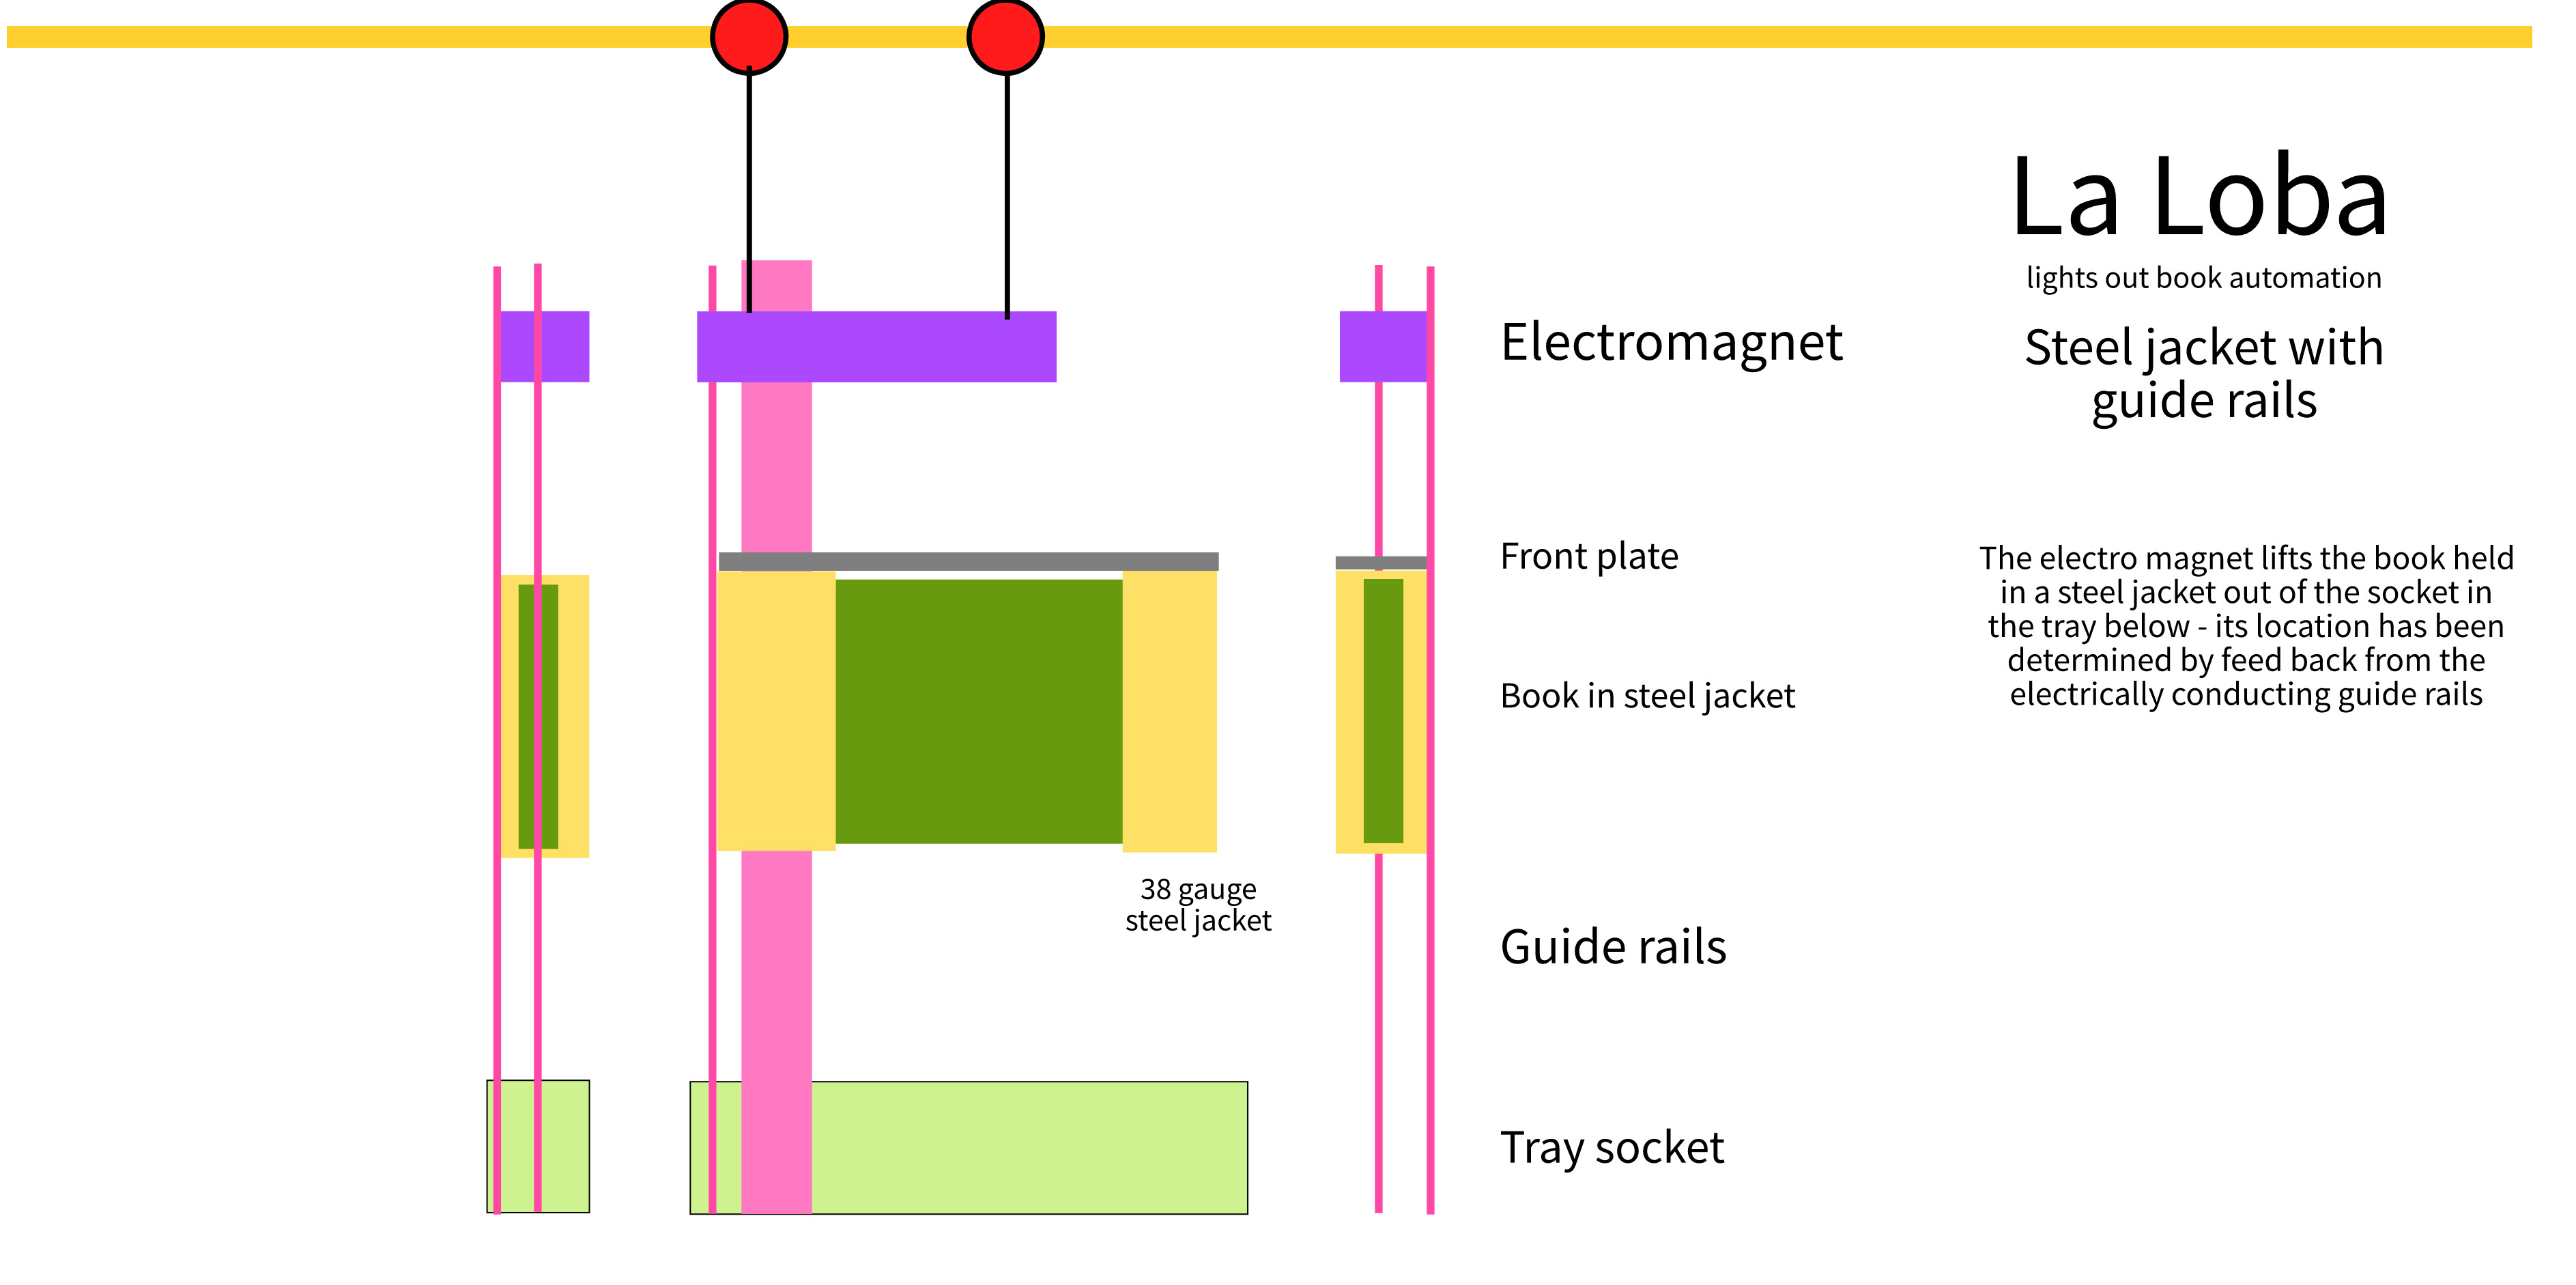 La Loba
lights out book automation
Steel jacket with
guide rails
Electromagnet
Front plate
The electro magnet lifts the book held
in a steel jacket out of the socket in
the tray below - its location has been
determined by feed back from the
electrically conducting guide rails
Book in steel jacket
38 gauge
steel jacket
Guide rails
Tray socket